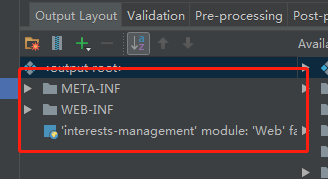 Output Layout Validation Pre-processing Post-p
Availa
<output root>
META-INF
WEB-INF
'interests-management' module: 'Web' fa